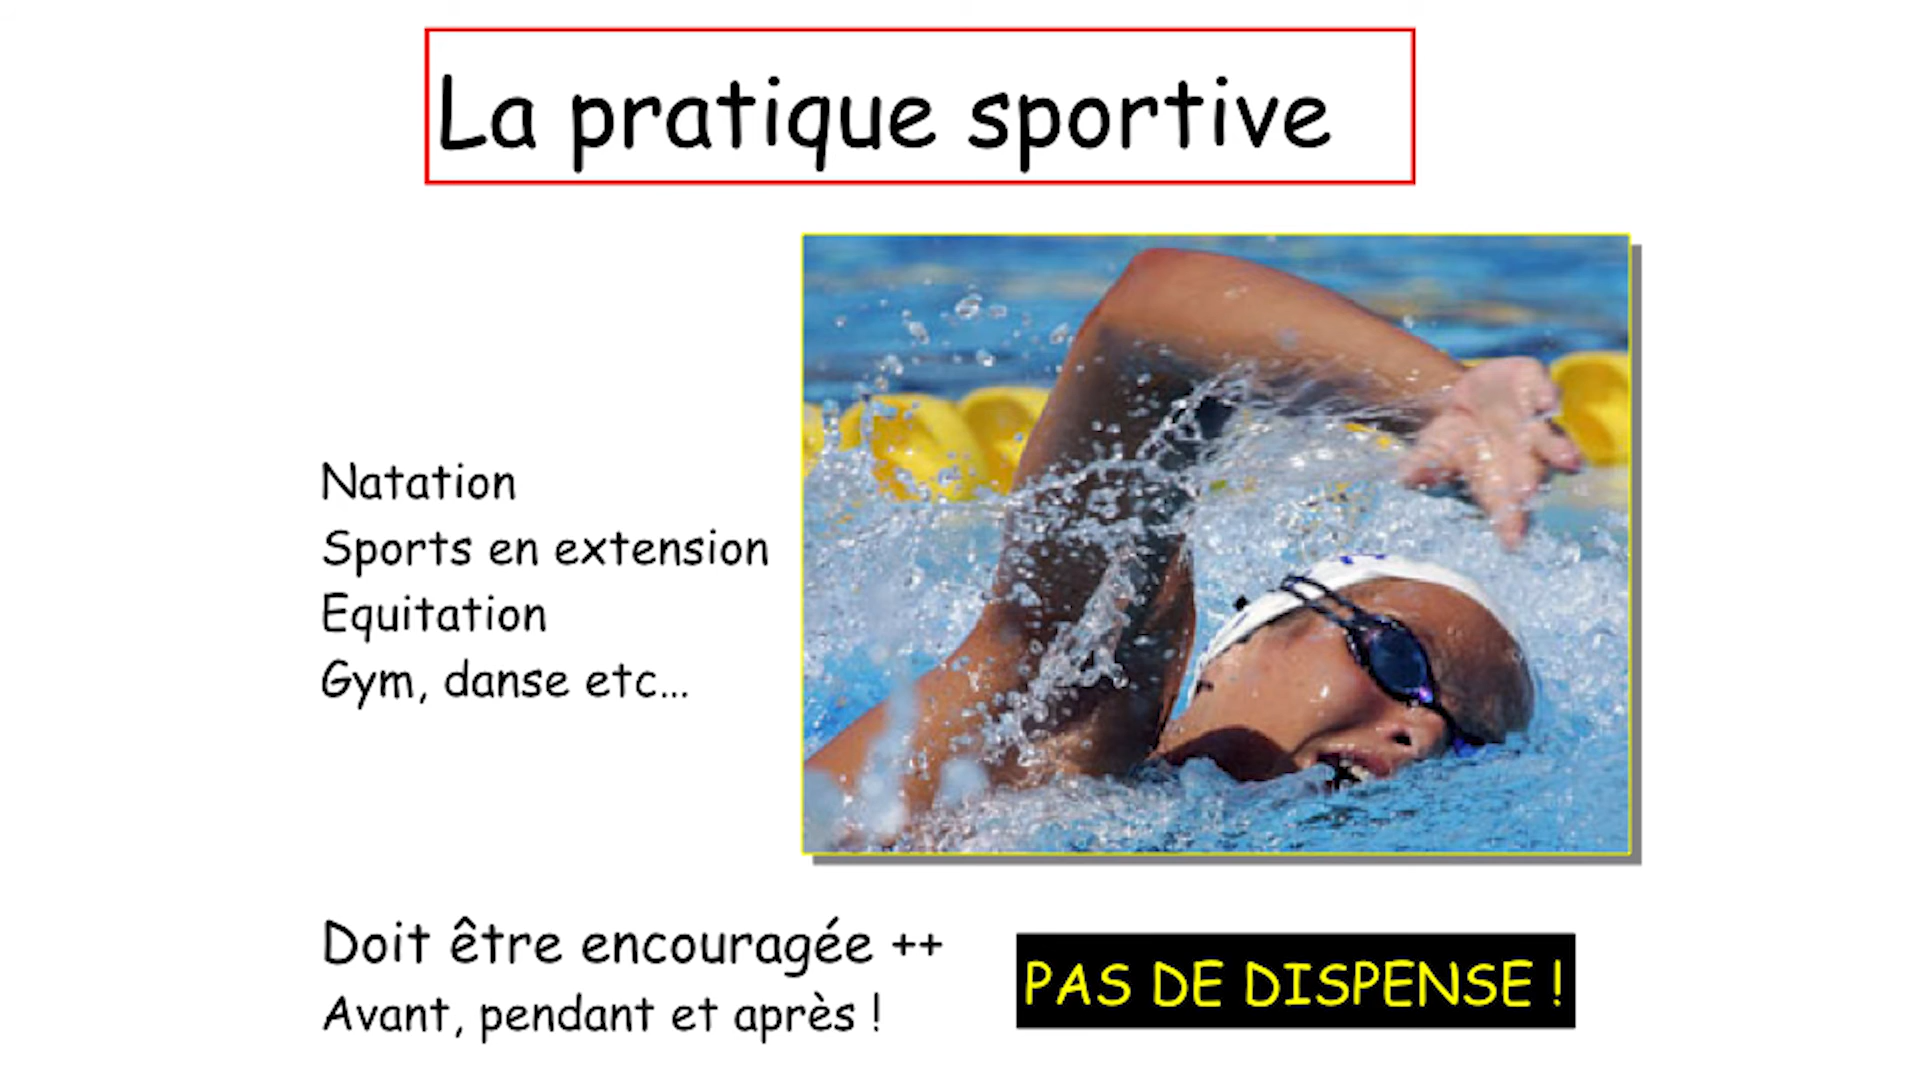 La pratique sportive
Natation
Sports en extension
Equitation
Gym, danse etc…
Doit être encouragée ++
Avant, pendant et après !
PAS DE DISPENSE !